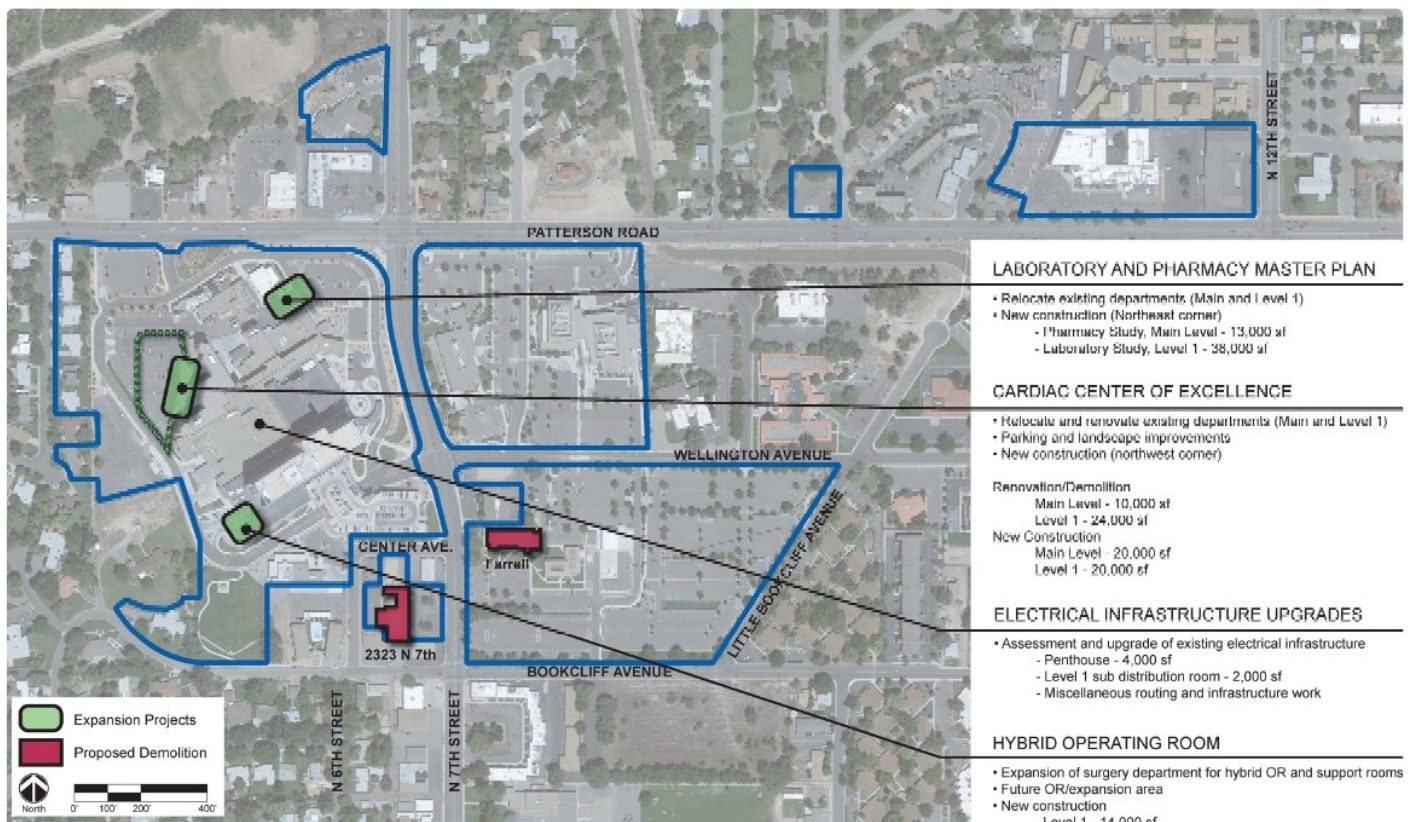 N 12TH STREET
PATTERSON ROAD
LABORATORY AND PHARMACY MASTER PLAN
• Relocate existing departments (Main and Level 1)
• New construction (Northeast corner)
- Pharmacy Study, Main Level - 13,000 sf
- Laboratory Study, Level 1 - 38,000 sf
CARDIAC CENTER OF EXCELLENCE
• Relocate and renovate existing departments (Main and Level 1)
• Parking and landscape improvements
• New construction (northwest corner)
Renovation/Demolition
Main Level - 10,000 sf
Level 1 - 24,000 sf
New Construction
Main Level - 20,000 sf
Level 1 - 20,000 sf
WELLINGTON AVENUE
CENTER AVE.
Farrell
LITTLE BOOKCLIFF AVENUE
ELECTRICAL INFRASTRUCTURE UPGRADES
• Assessment and upgrade of existing electrical infrastructure
- Penthouse - 4,000 sf
- Level 1 sub distribution room - 2,000 sf
- Miscellaneous routing and infrastructure work
2323 N 7th
BOOKCLIFF AVENUE
N 6TH STREET
N 7TH STREET
HYBRID OPERATING ROOM
• Expansion of surgery department for hybrid OR and support rooms
• Future OR/expansion area
• New construction
Level 1 - 14,000 sf
Expansion Projects
Proposed Demolition
North
0' 100' 200' 400'